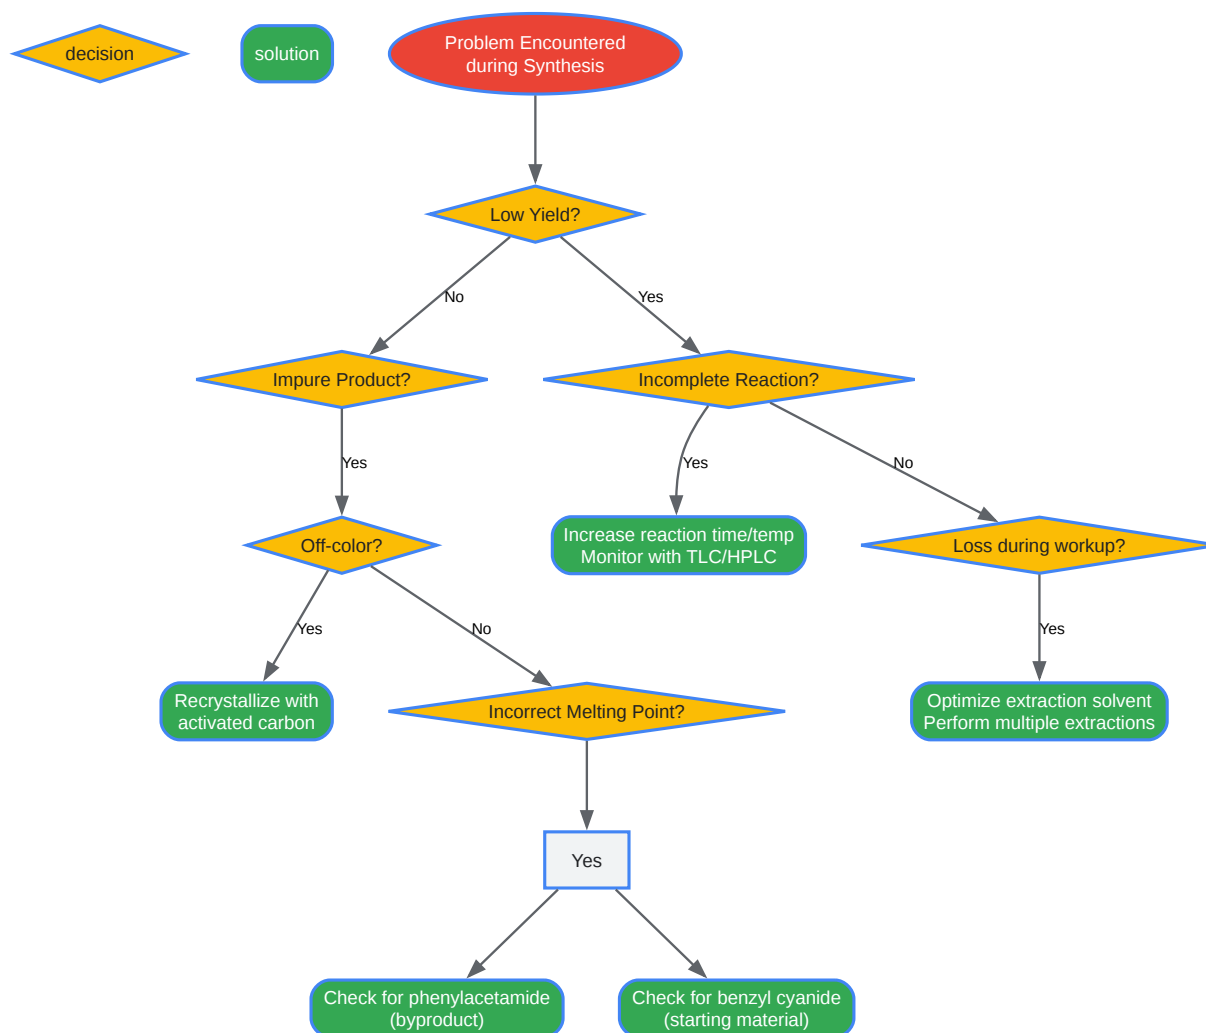 decision
solution
Problem Encountered
during Synthesis
Low Yield?
No
Yes
Impure Product?
Incomplete Reaction?
Yes
Yes
No
Off-color?
Increase reaction time/temp
Monitor with TLC/HPLC
Loss during workup?
Yes
No
Yes
Recrystallize with
activated carbon
Incorrect Melting Point?
Optimize extraction solvent
Perform multiple extractions
Yes
Check for phenylacetamide
(byproduct)
Check for benzyl cyanide
(starting material)